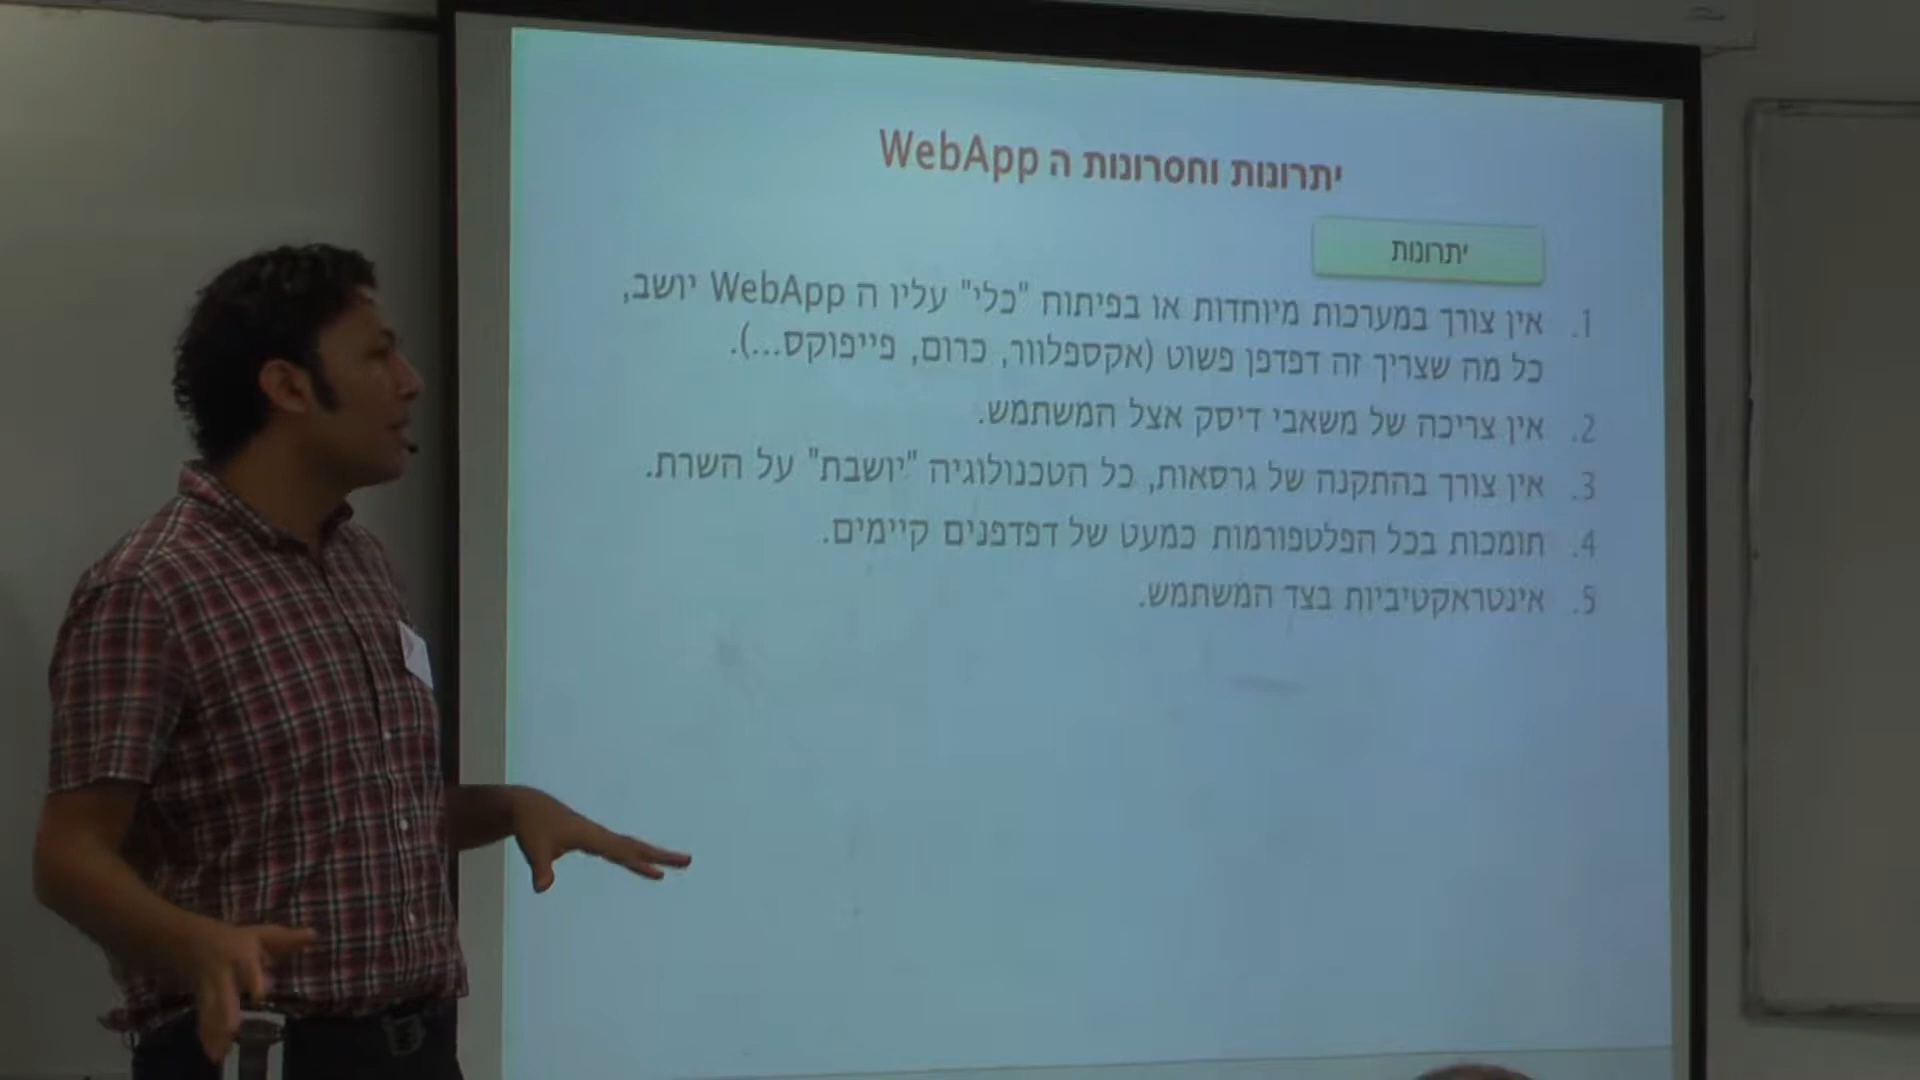 יתרונות וחסרונות ה WebApp
יתרונות
1. אין צורך במערכות מיוחדות או בפיתוח "כלי" עליו ה WebApp יושב,
כל מה שצריך זה דפדפן פשוט (אקספלוור, כרום, פייפוקס...).
2. אין צריכה של משאבי דיסק אצל המשתמש.
3. אין צורך בהתקנה של גרסאות, כל הטכנולוגיה "יושבת" על השרת.
4. תומכות בכל הפלטפורמות כמעט של דפדפנים קיימים.
5. אינטראקטיביות בצד המשתמש.